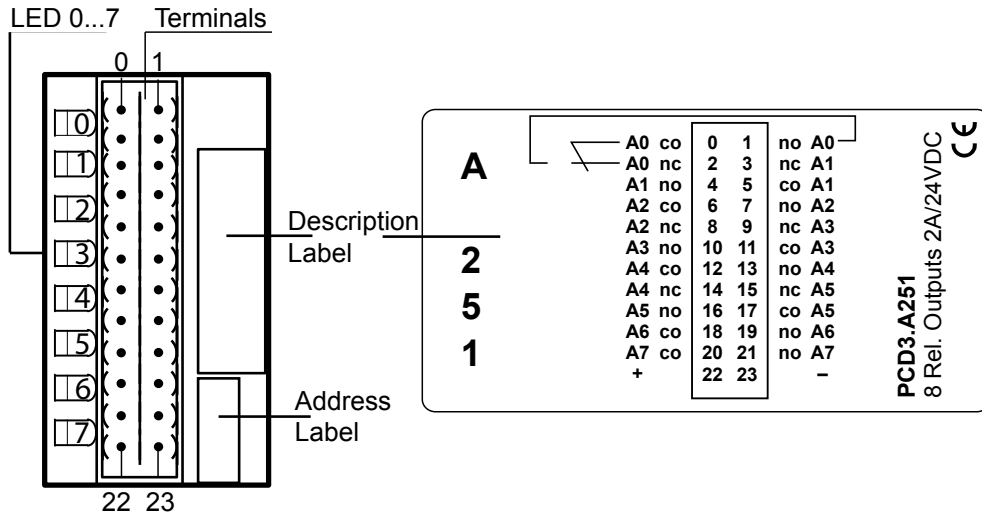 LED 0...7 Terminals
0 1
0
1
2
3
4
5
6
7
22 23
Description
Label
Address
Label
A
2
5
1
A0 co 0 1 no A0
A0 nc 2 3 nc A1
A1 no 4 5 co A1
A2 co 6 7 no A2
A2 nc 8 9 nc A3
A3 no 10 11 co A3
A4 co 12 13 no A4
A4 nc 14 15 nc A5
A5 no 16 17 co A5
A6 co 18 19 no A6
A7 co 20 21 no A7
+ 22 23 –
PCD3.A251
8 Rel. Outputs 2A/24VDC
CE